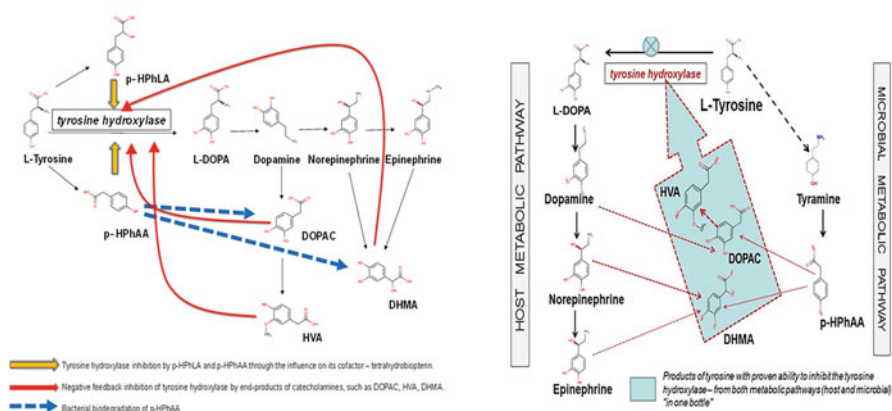 p- HPhLA
tyrosine hydroxylase
L-Tyrosine
L-DOPA
Dopamine
Norepinephrine
Epinephrine
p- HPhAA
DOPAC
DHMA
HVA
Tyrosine hydroxylase inhibition by p-HPhLA and p-HPhAA through the influence on its cofactor – tetrahydrobiopterin.
Negative feedback inhibition of tyrosine hydroxylase by end-products of catecholamines, such as DOPAC, HVA, DHMA.
Bacterial biodegradation of p-HPhAA
HOST METABOLIC PATHWAY
tyrosine hydroxylase
L-DOPA
L-Tyrosine
Dopamine
HVA
Tyramine
DOPAC
Norepinephrine
p-HPhAA
DHMA
Epinephrine
MICROBIAL METABOLIC PATHWAY
Products of tyrosine with proven ability to inhibit the tyrosine
hydroxylase – from both metabolic pathways (host and microbial)
"in one bottle"